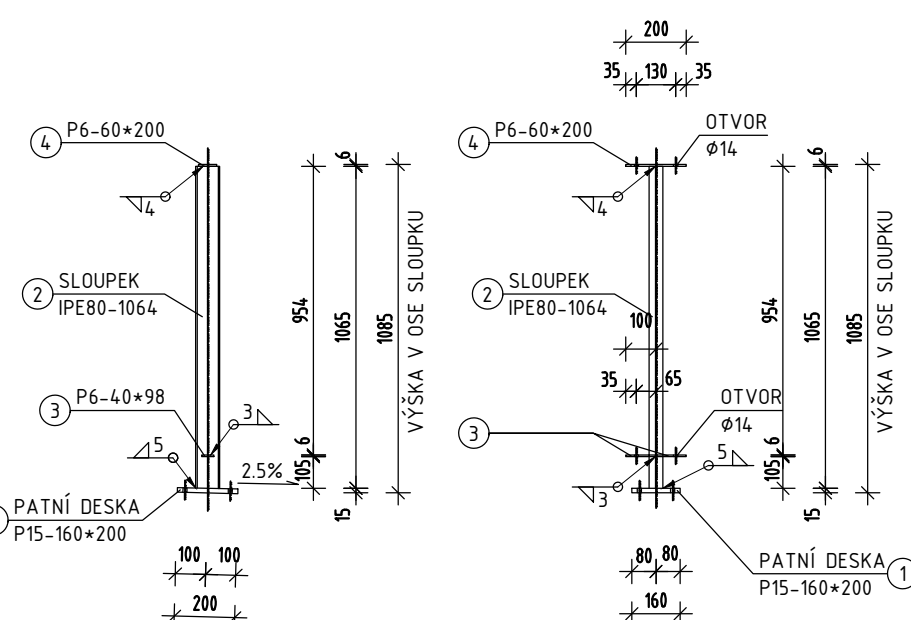 200
35 130 35
4 P6-60*200
4
2 SLOUPEK
IPE80-1064
3 P6-40*98
3
5
2.5%
PATNÍ DESKA
P15-160*200
100 100
200
954
6
105
6
1065
15
1085
VÝŠKA V OSE SLOUPKU
4 P6-60*200
OTVOR
ø14
4
2 SLOUPEK
IPE80-1064
100
35 65
3
OTVOR
ø14
3
5
PATNÍ DESKA 1
P15-160*200
80 80
160
954
6
105
6
1065
15
1085
VÝŠKA V OSE SLOUPKU